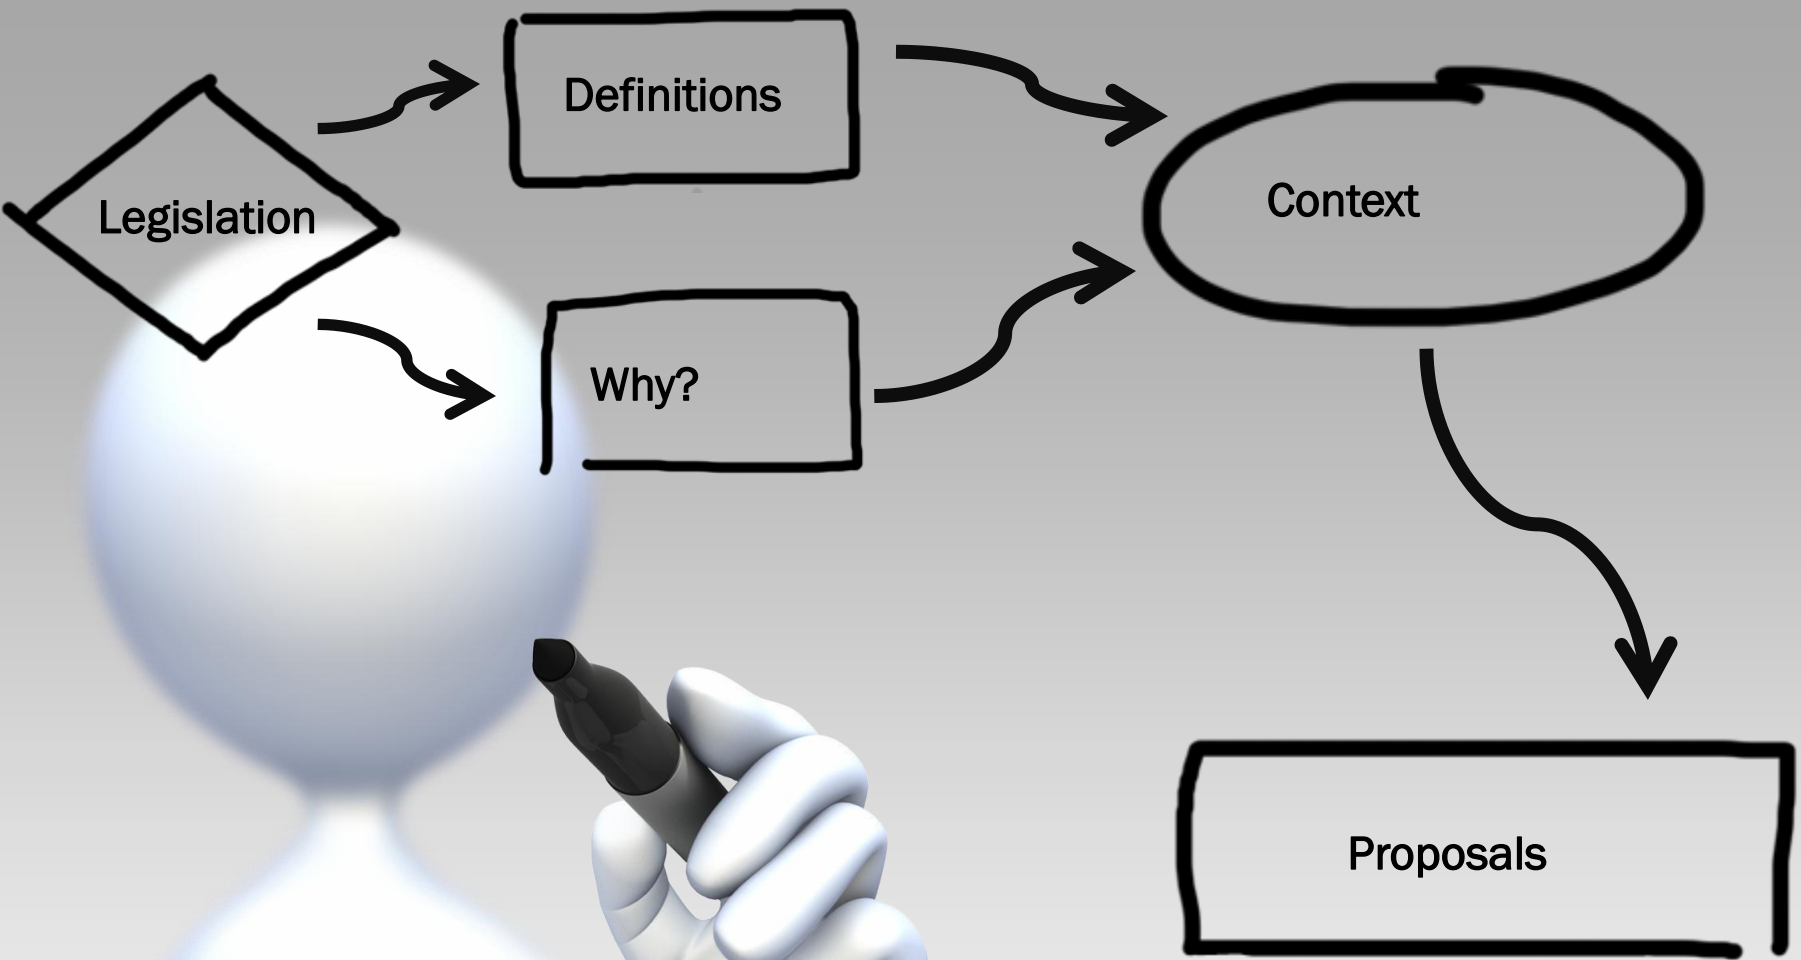 Legislation
Definitions
Why?
Context
Proposals